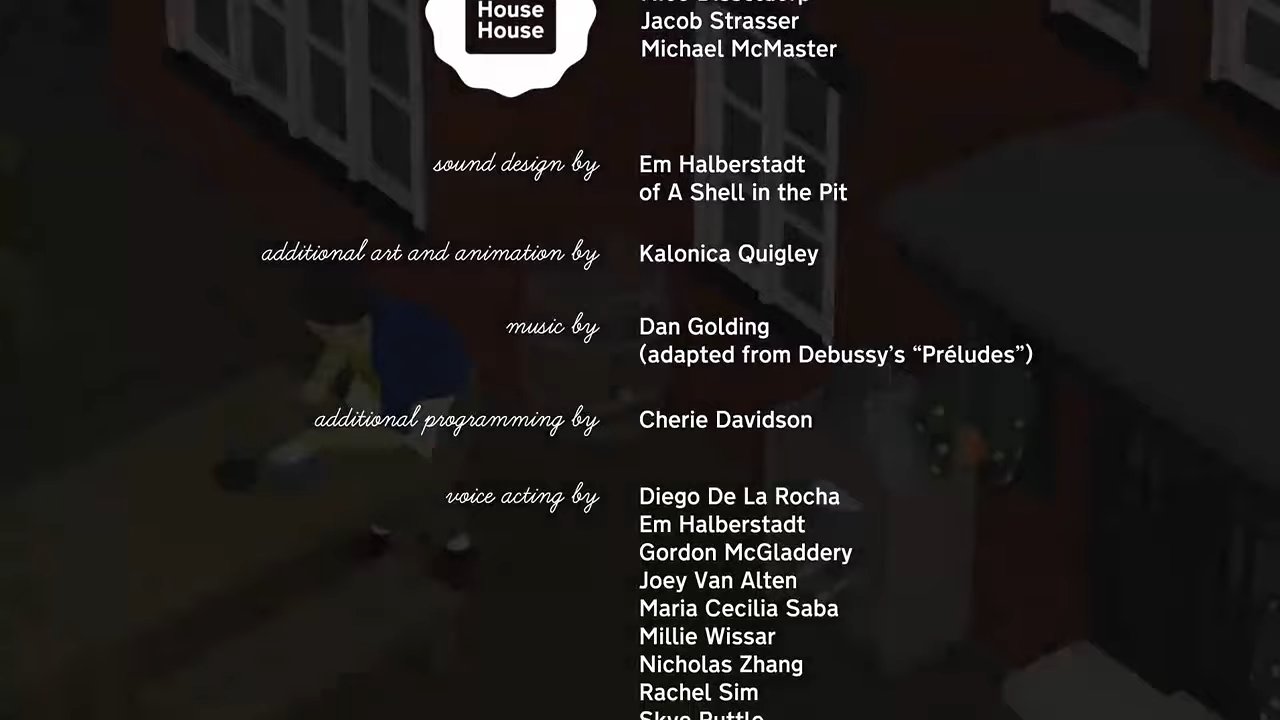 House
House
Jacob Strasser
Michael McMaster
sound design by
Em Halberstadt
of A Shell in the Pit
additional art and animation by
Kalonica Quigley
music by
Dan Golding
(adapted from Debussy’s “Préludes”)
additional programming by
Cherie Davidson
voice acting by
Diego De La Rocha
Em Halberstadt
Gordon McGladdery
Joey Van Alten
Maria Cecilia Saba
Millie Wissar
Nicholas Zhang
Rachel Sim